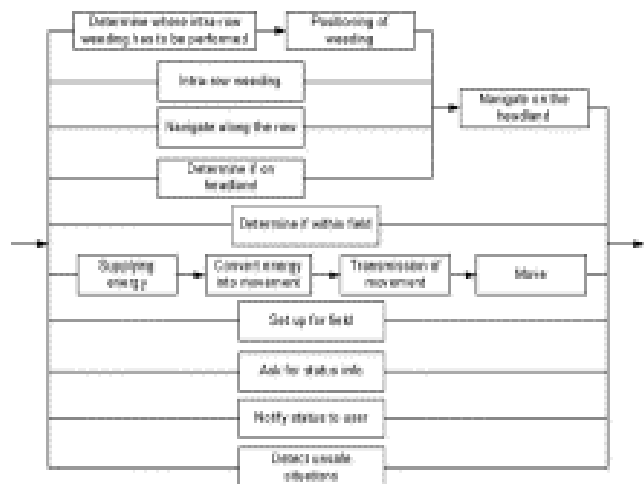 Determine where intra-row
weeding has to be performed
Positioning of
weeding
Intra row weeding
Navigate along the row
Navigate on the
headland
Determine if on
headland
Determine if within field
Supplying
energy
Convert energy
into movement
Transmission of
movement
Move
Set up for field
Ask for status info
Notify status to user
Detect unsafe
situations